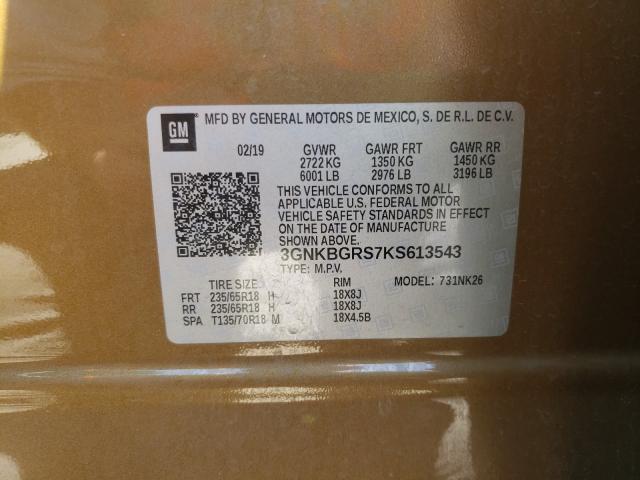 GM MFD BY GENERAL MOTORS DE MEXICO, S. DE R.L. DE C.V.
02/19 GVWR GAWR FRT GAWR RR
2722 KG 1350 KG 1450 KG
6001 LB 2976 LB 3196 LB
THIS VEHICLE CONFORMS TO ALL
APPLICABLE U.S. FEDERAL MOTOR
VEHICLE SAFETY STANDARDS IN EFFECT
ON THE DATE OF MANUFACTURE
SHOWN ABOVE.
3GNKBGRS7KS613543
TYPE: M.P.V. MODEL: 731NK26
TIRE SIZE RIM
FRT 235/65R18 H 18X8J
RR 235/65R18 H 18X8J
SPA T135/70R18 M 18X4.5B